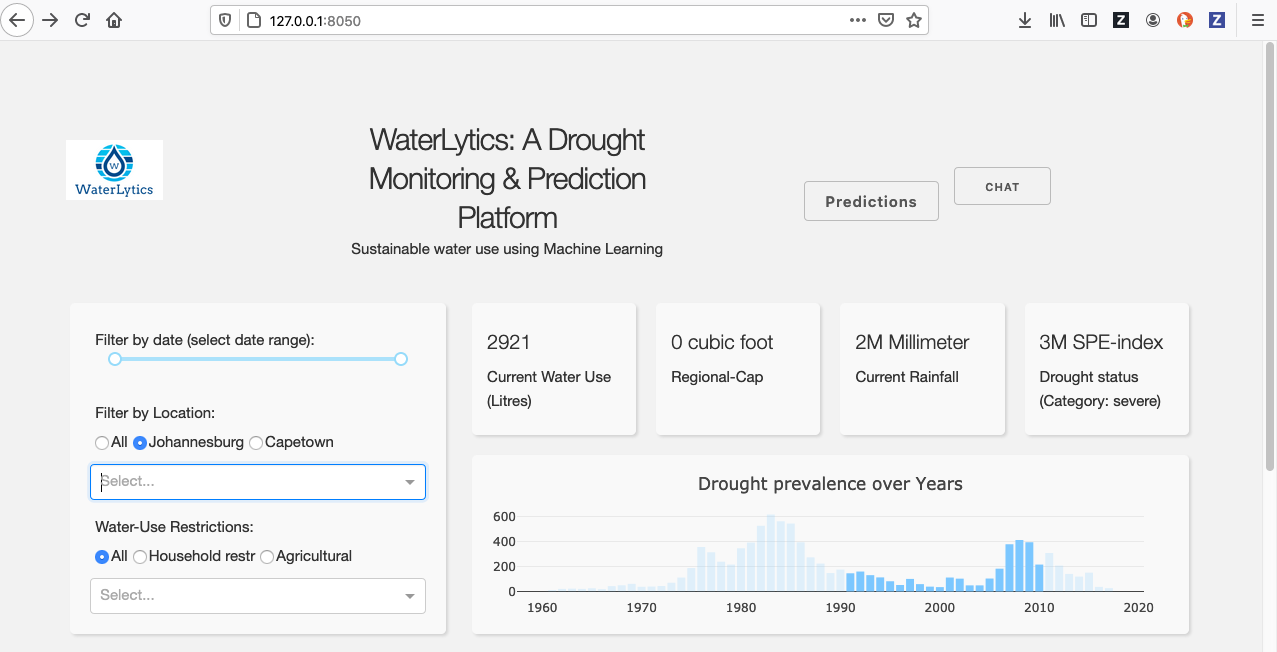 127.0.0.1:8050
Z
Z
W
WaterLytics
WaterLytics: A Drought
Monitoring & Prediction
Platform
Sustainable water use using Machine Learning
Predictions
CHAT
Filter by date (select date range):
Filter by Location:
All Johannesburg Capetown
Select...
Water-Use Restrictions:
All Household restr Agricultural
Select...
2921
Current Water Use
(Litres)
0 cubic foot
Regional-Cap
2M Millimeter
Current Rainfall
3M SPE-index
Drought status
(Category: severe)
Drought prevalence over Years
600
400
200
0
1960 1970 1980 1990 2000 2010 2020